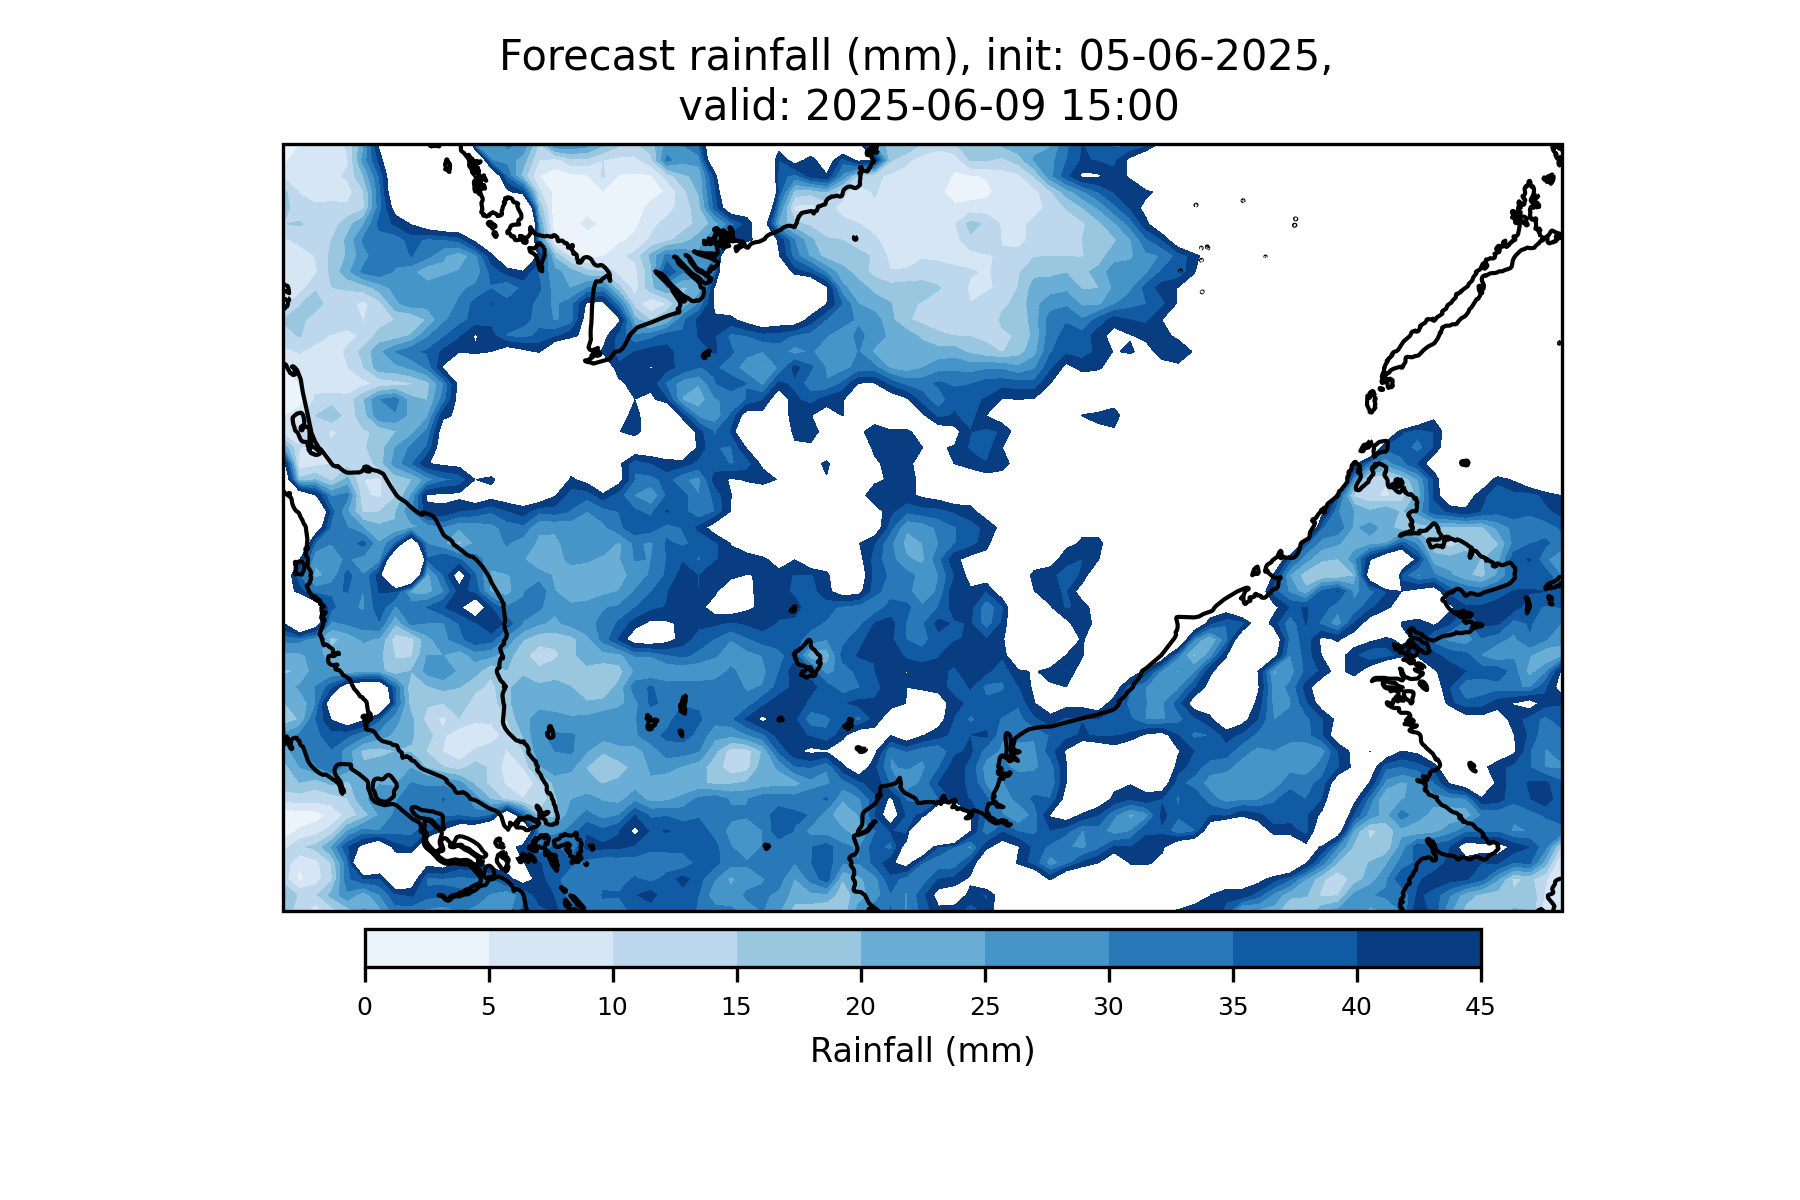 Forecast rainfall (mm), init: 05-06-2025,
valid: 2025-06-09 15:00
0 5 10 15 20 25 30 35 40 45
Rainfall (mm)